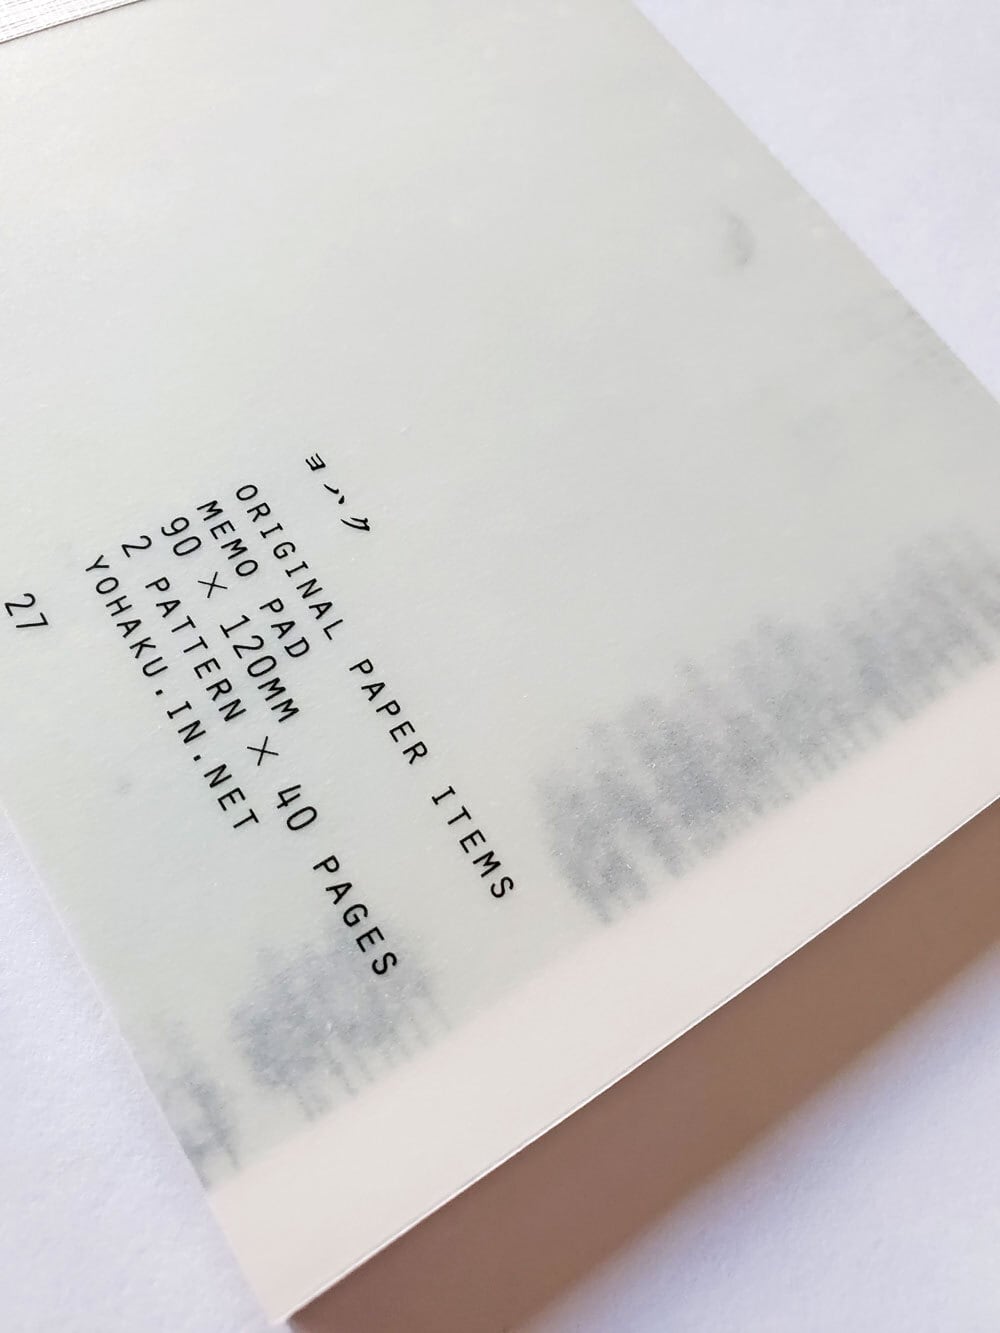 ヨハク
ORIGINAL PAPER ITEMS
MEMO PAD
90 × 120MM
2 PATTERN × 40 PAGES
YOHAKU.IN.NET
27